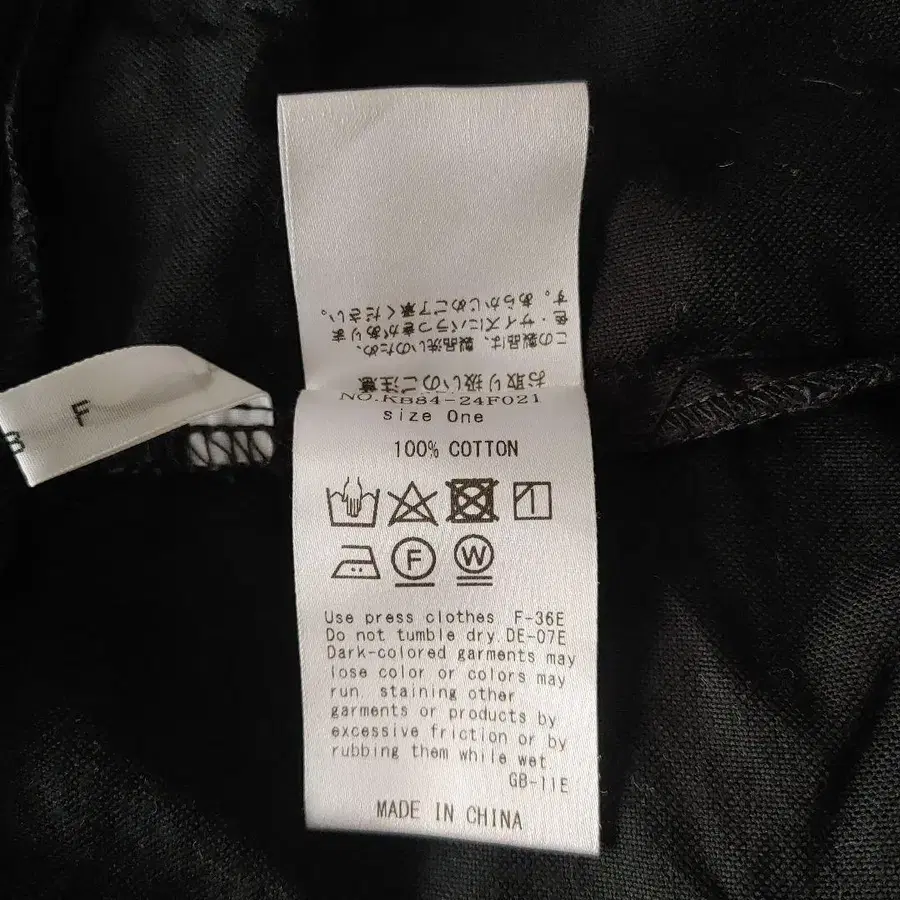 お取り扱いのご注意
この製品は、製品洗いのため、
色・サイズにバラつきがありま
す。あらかじめご了承ください。
F
B
NO.KB84-24F021
size One
100% COTTON
F
W
Use press clothes F-36E
Do not tumble dry.DE-07E
Dark-colored garments may
lose color or colors may
run, staining other
garments or products by
excessive friction or by
rubbing them while wet
GB-11E
MADE IN CHINA